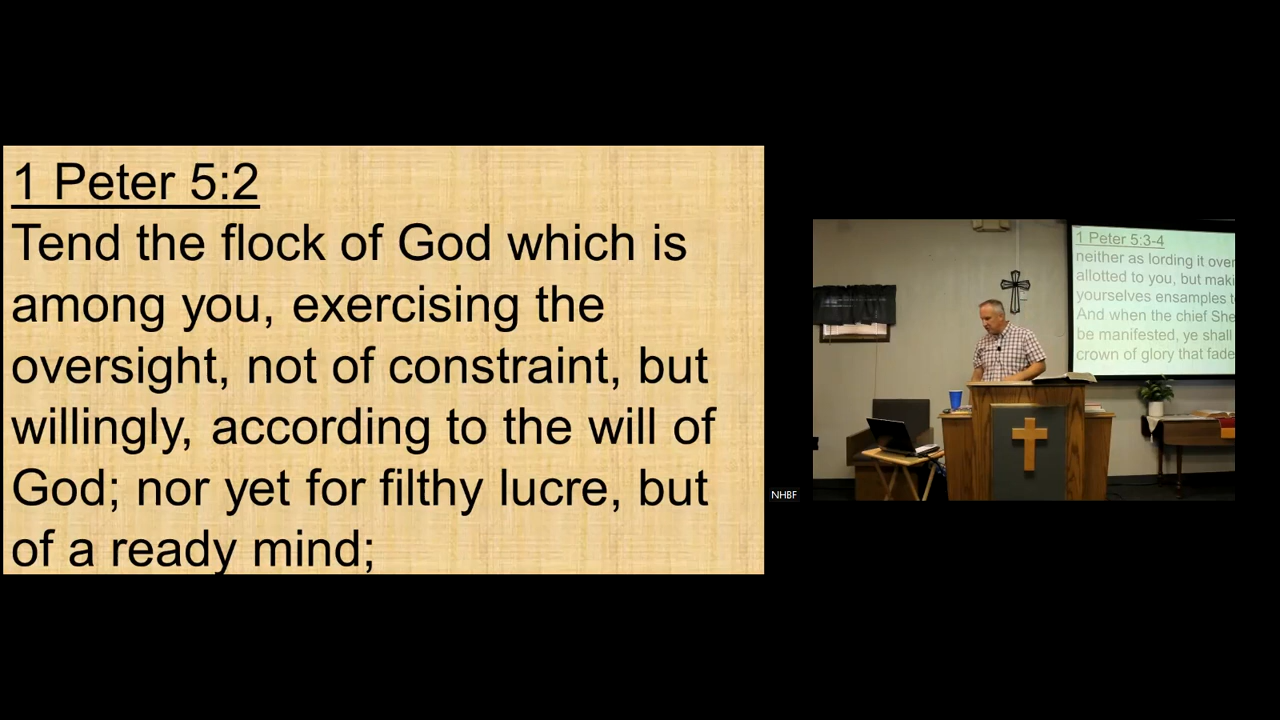 1 Peter 5:2
Tend the flock of God which is
among you, exercising the
oversight, not of constraint, but
willingly, according to the will of
God; nor yet for filthy lucre, but
of a ready mind;
NHBF
1 Peter 5:3-4
neither as lording it over
allotted to you, but maki
yourselves ensamples t
And when the chief She
be manifested, ye shall
crown of glory that fade